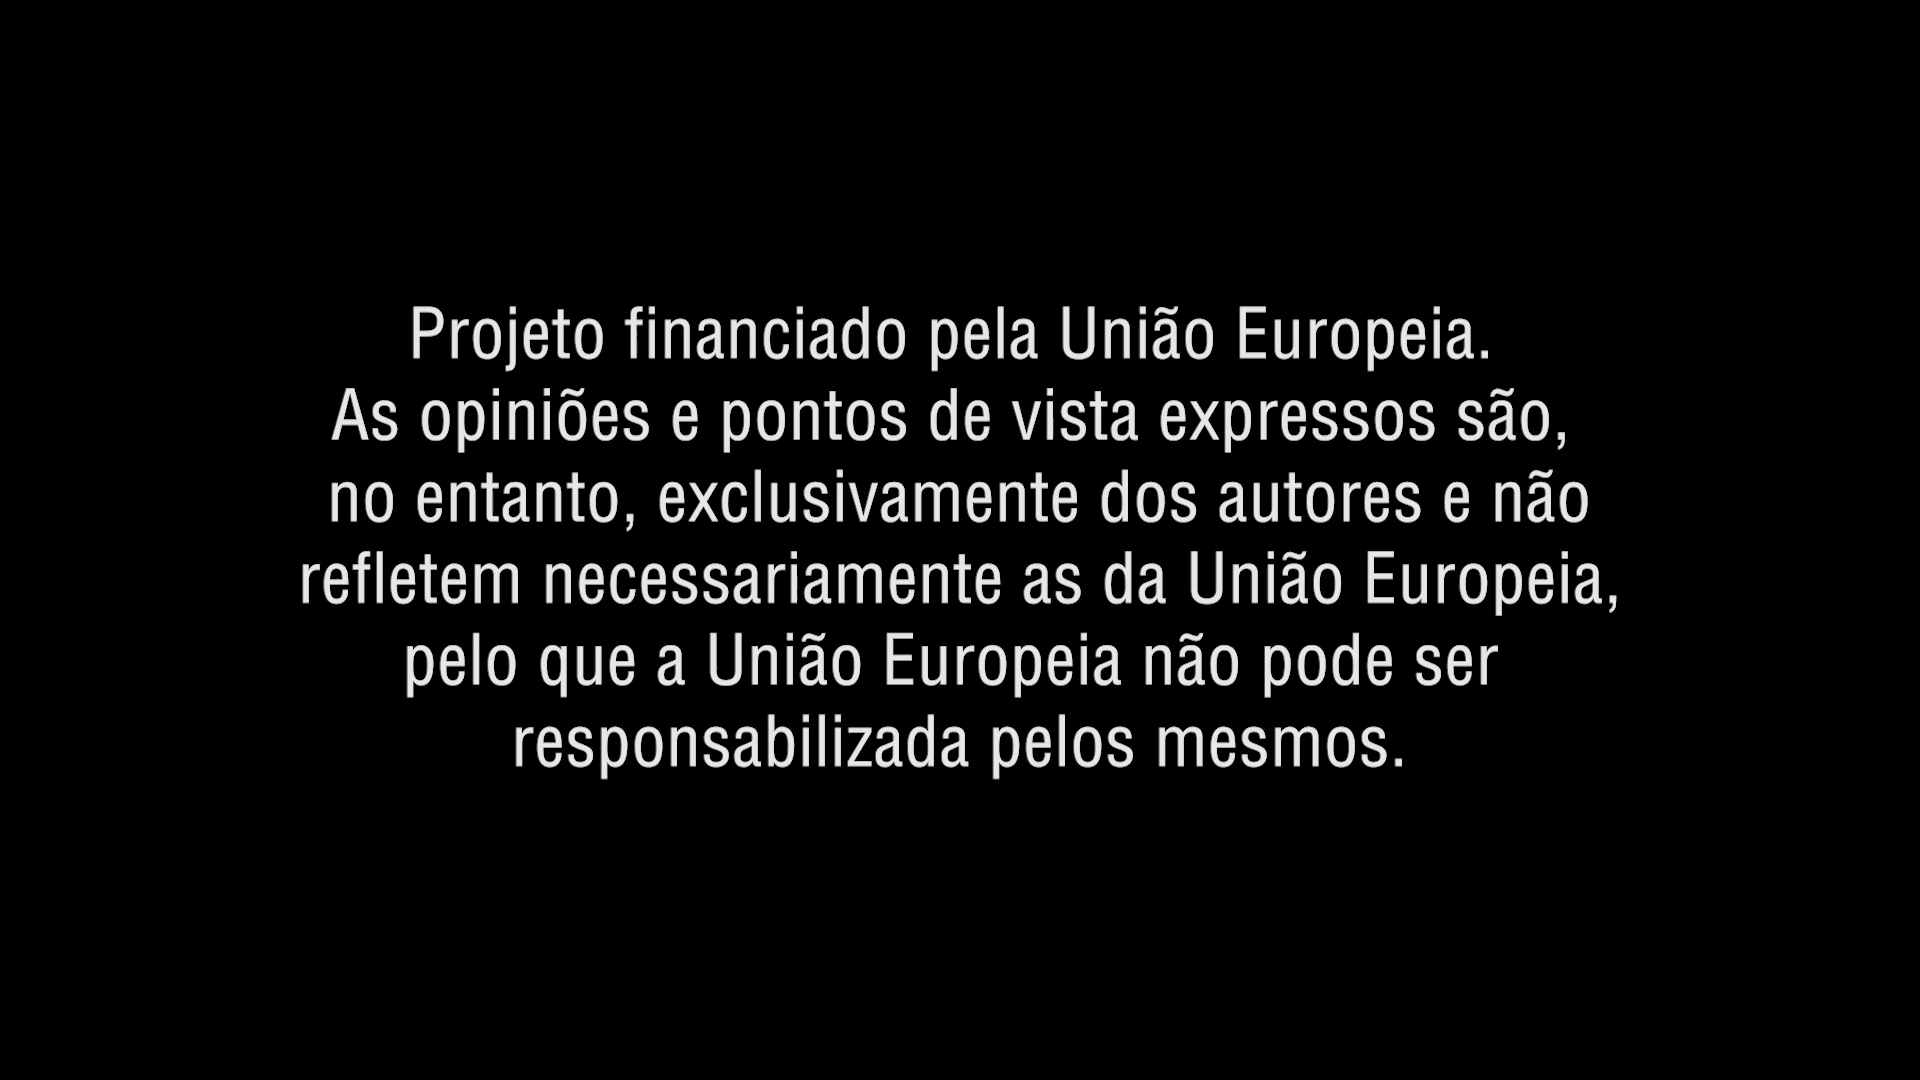 Projeto financiado pela União Europeia.
As opiniões e pontos de vista expressos são,
no entanto, exclusivamente dos autores e não
refletem necessariamente as da União Europeia,
pelo que a União Europeia não pode ser
responsabilizada pelos mesmos.